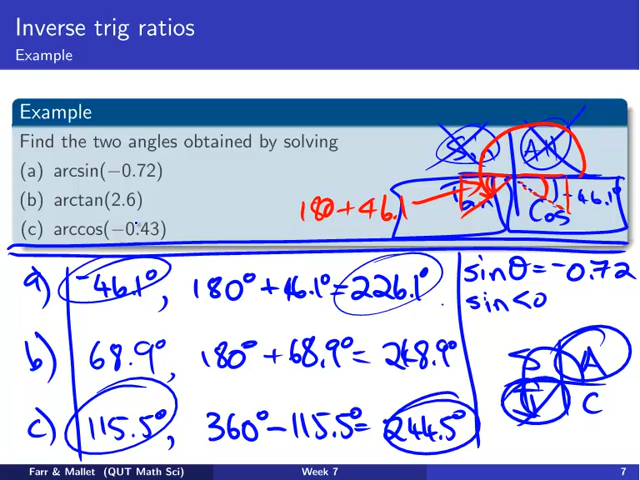 Inverse trig ratios
Example
Example
Find the two angles obtained by solving
(a) arcsin(−0.72)
(b) arctan(2.6)
(c) arccos(−0.43)
Sin
All
Tan
Cos
-46.1°
180+46.1
a) -46.1°, 180°+46.1°=226.1°
sinθ=-0.72
sin<0
b) 68.9°, 180°+68.9°=248.9°
S A
T C
c) 115.5°, 360°-115.5°=244.5°
Farr & Mallet (QUT Math Sci) Week 7 7